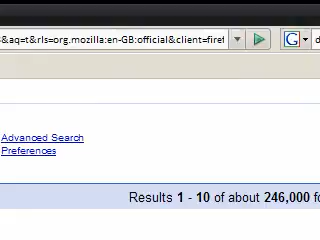 &aq=t&rls=org.mozilla:en-GB:official&client=firef
G
Advanced Search
Preferences
Results 1 - 10 of about 246,000 fo